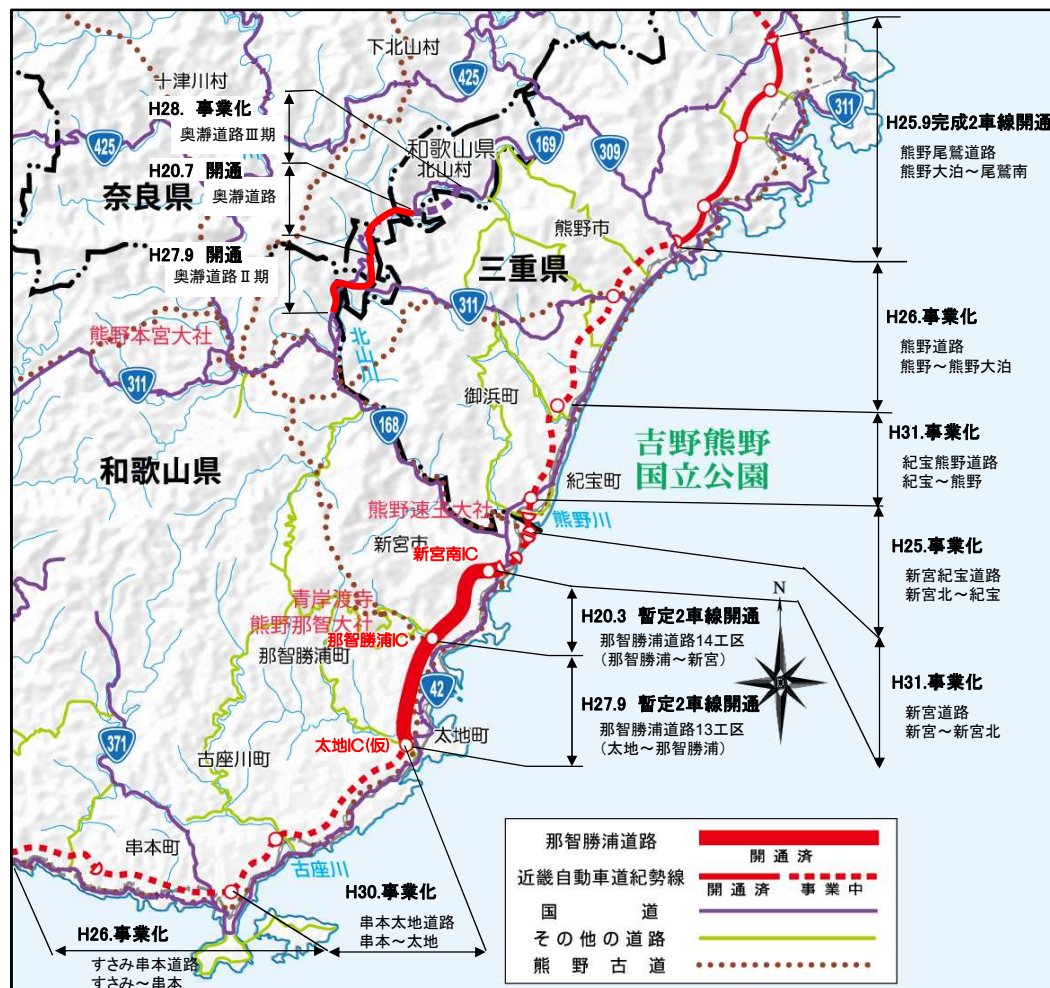 下北山村
十津川村
425
425
H28. 事業化
奥瀞道路Ⅲ期
和歌山県
北山村
169
309
311
H20.7 開通
奥瀞道路
奈良県
H27.9 開通
奥瀞道路Ⅱ期
熊野市
三重県
311
北山川
熊野本宮大社
311
168
御浜町
和歌山県
吉野熊野
国立公園
紀宝町
熊野速玉大社
熊野川
新宮市
新宮南IC
青岸渡寺
熊野那智大社
那智勝浦IC
那智勝浦町
42
太地IC(仮)
太地町
371
古座川町
串本町
古座川
H25.9完成2車線開通
熊野尾鷲道路
熊野大泊～尾鷲南
H26.事業化
熊野道路
熊野～熊野大泊
H31.事業化
紀宝熊野道路
紀宝～熊野
H25.事業化
新宮紀宝道路
新宮北～紀宝
H31.事業化
新宮道路
新宮～新宮北
H20.3 暫定2車線開通
那智勝浦道路14工区
(那智勝浦～新宮)
H27.9 暫定2車線開通
那智勝浦道路13工区
(太地～那智勝浦)
N
H30.事業化
串本太地道路
串本～太地
H26.事業化
すさみ串本道路
すさみ～串本
那智勝浦道路
開通済
近畿自動車道紀勢線
開通済 事業中
国道
その他の道路
熊野古道